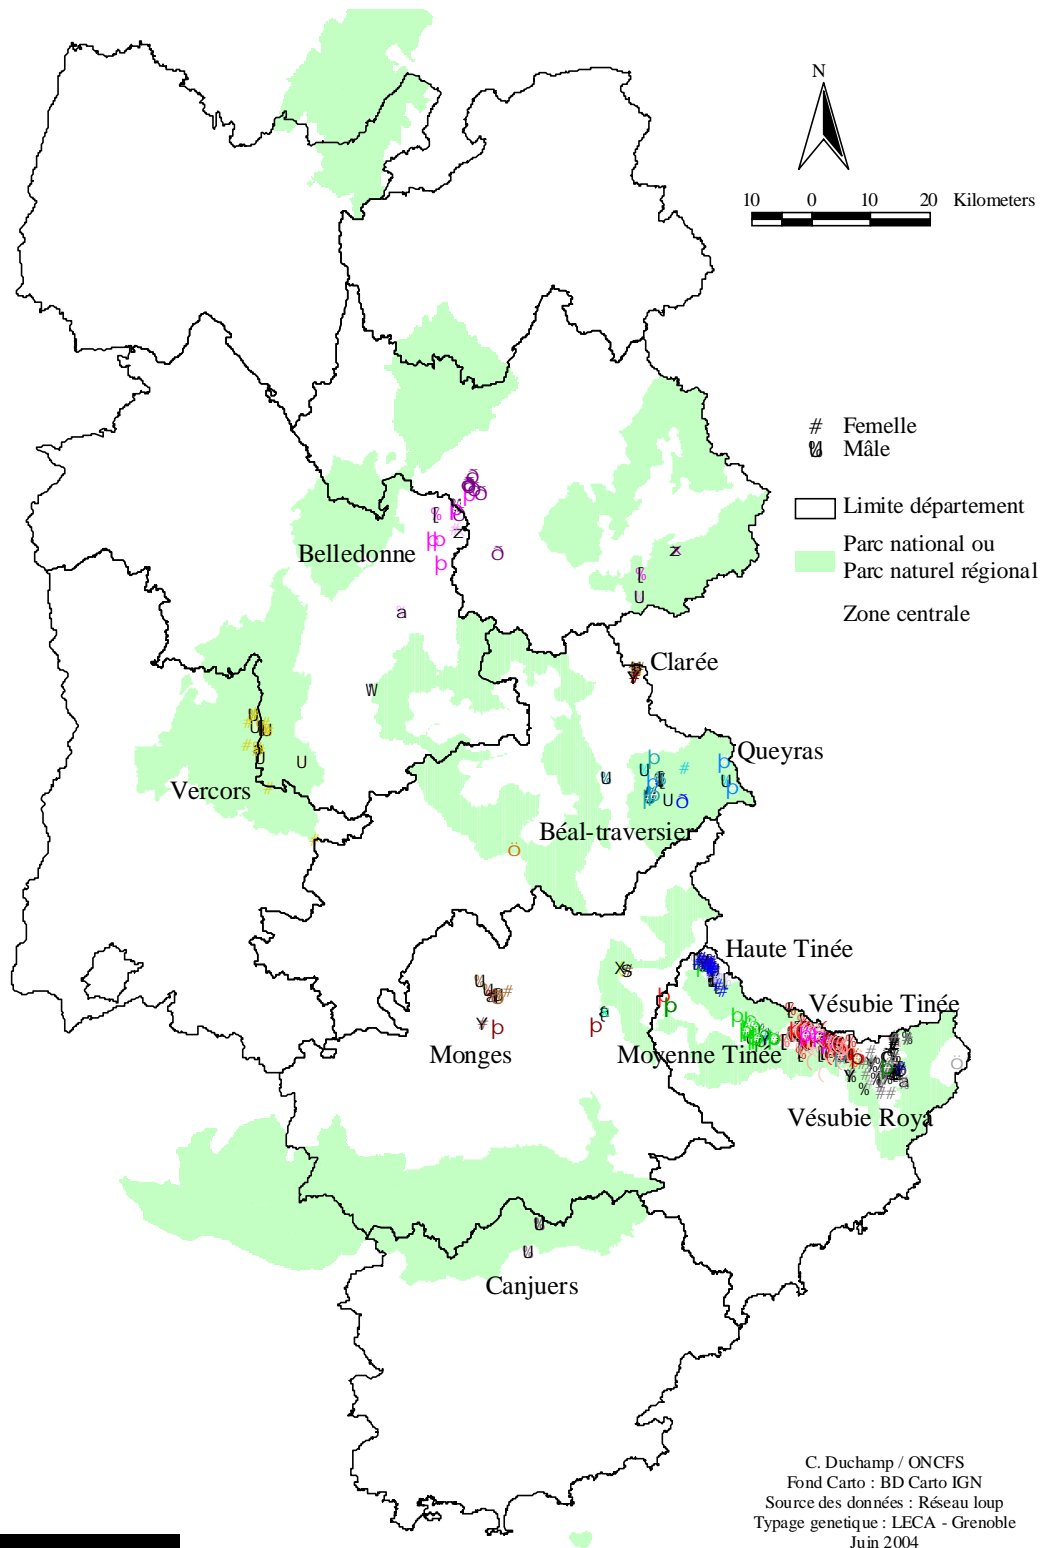 N
10 0 10 20 Kilometers
# Femelle
Mâle
Limite département
Parc national ou
Parc naturel régional
Zone centrale
Belledonne
Clarée
Queyras
Vercors
Béal-traversier
Haute Tinée
Vésubie Tinée
Monges
Moyenne Tinée
Vésubie Roya
Canjuers
C. Duchamp / ONCFS
Fond Carto : BD Carto IGN
Source des données : Réseau loup
Typage genetique : LECA - Grenoble
Juin 2004